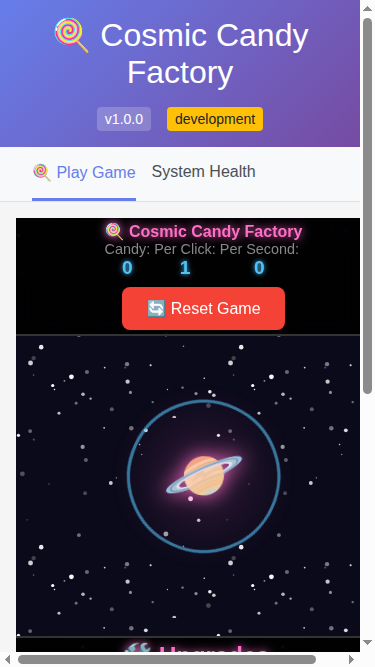 🍭 Cosmic Candy
Factory
v1.0.0 development
🍭 Play Game System Health
🍭 Cosmic Candy Factory
Candy: Per Click: Per Second:
0 1 0
🔄 Reset Game
🛠️ Upgrades